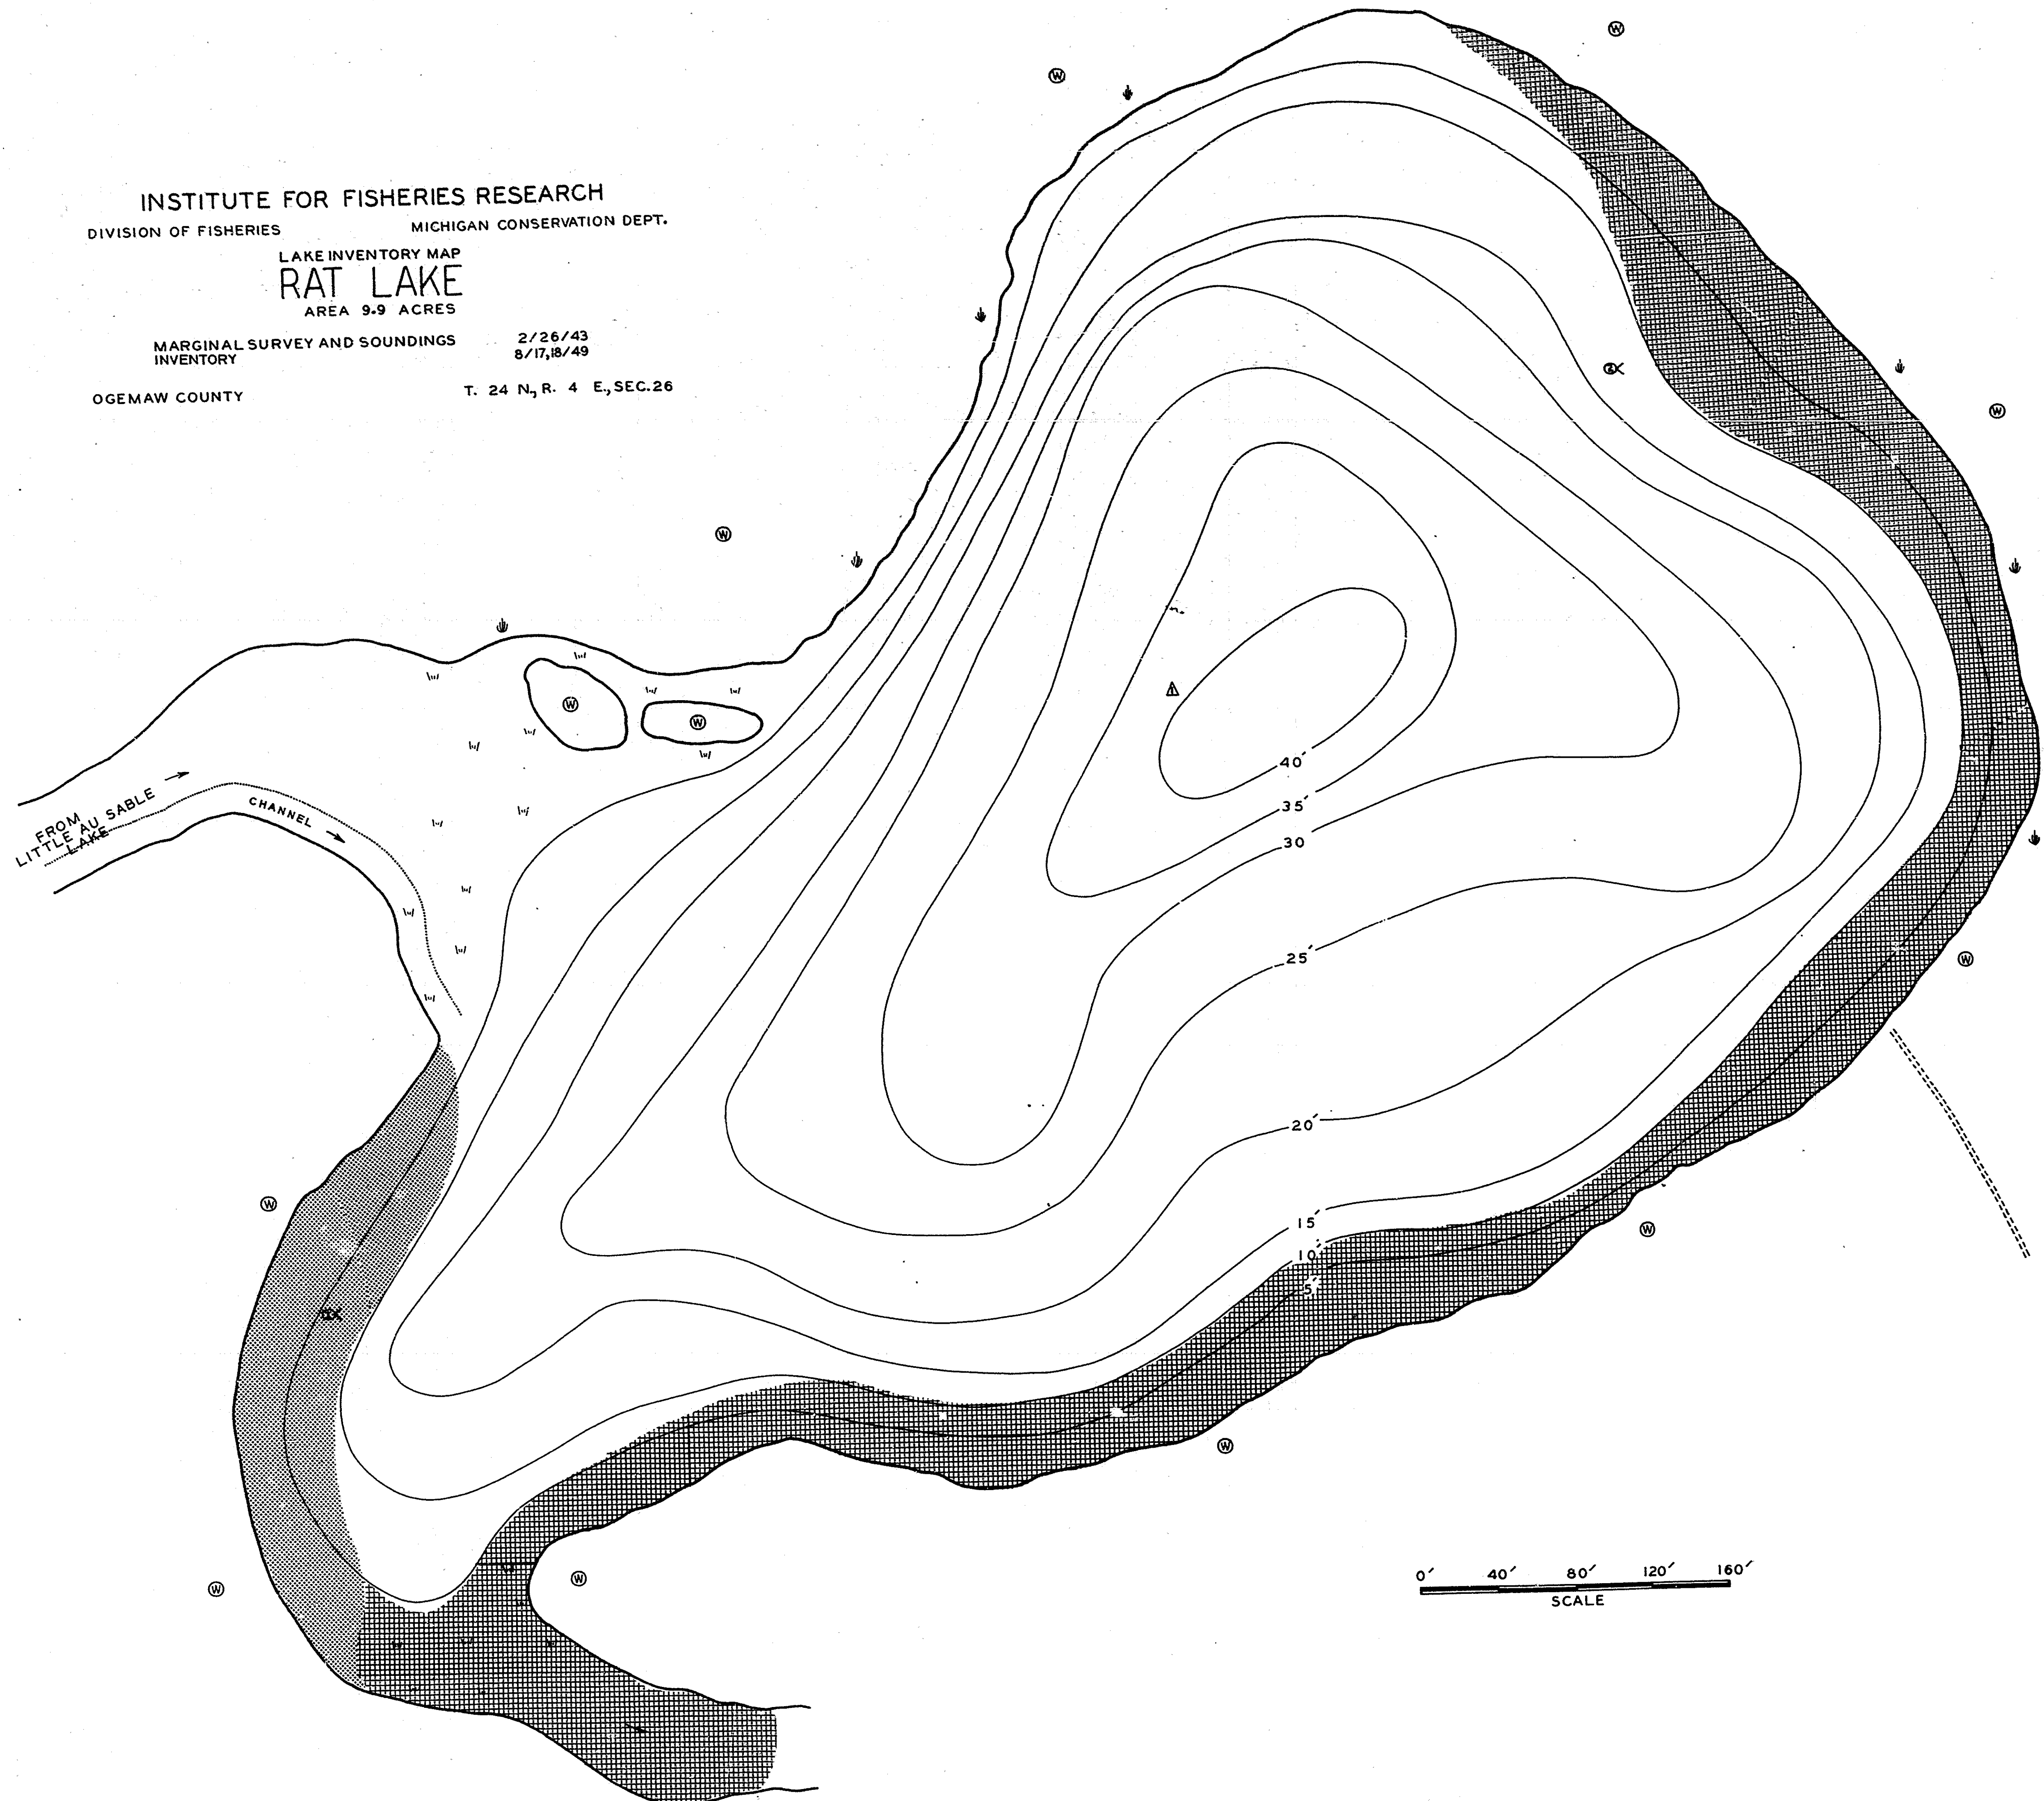 INSTITUTE FOR FISHERIES RESEARCH
DIVISION OF FISHERIES MICHIGAN CONSERVATION DEPT.
LAKE INVENTORY MAP
RAT LAKE
AREA 9.9 ACRES
MARGINAL SURVEY AND SOUNDINGS 2/26/43
INVENTORY 8/17,18/49
OGEMAW COUNTY T. 24 N., R. 4 E., SEC. 26
W
W
W
W
W
W
FROM
LITTLE AU SABLE
LAKE
CHANNEL
40'
35'
30
25'
20'
15'
10'
5'
W
W
W
W
W
W
0' 40' 80' 120' 160'
SCALE